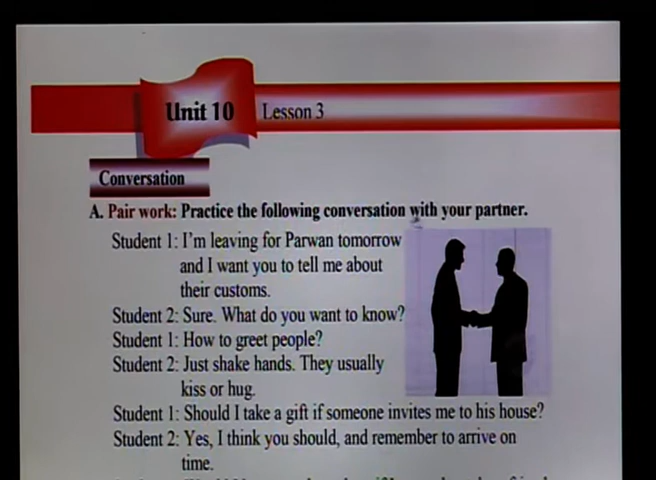 Unit 10 Lesson 3
Conversation
A. Pair work: Practice the following conversation with your partner.
Student 1: I'm leaving for Parwan tomorrow
and I want you to tell me about
their customs.
Student 2: Sure. What do you want to know?
Student 1: How to greet people?
Student 2: Just shake hands. They usually
kiss or hug.
Student 1: Should I take a gift if someone invites me to his house?
Student 2: Yes, I think you should, and remember to arrive on
time.